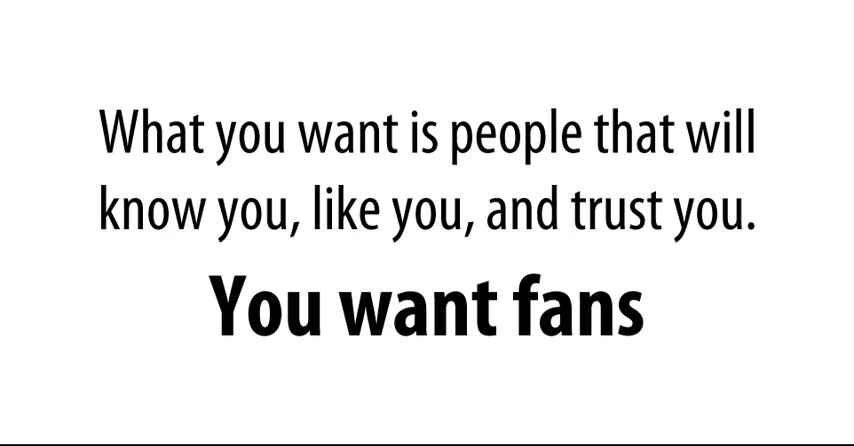 What you want is people that will
know you, like you, and trust you.
You want fans